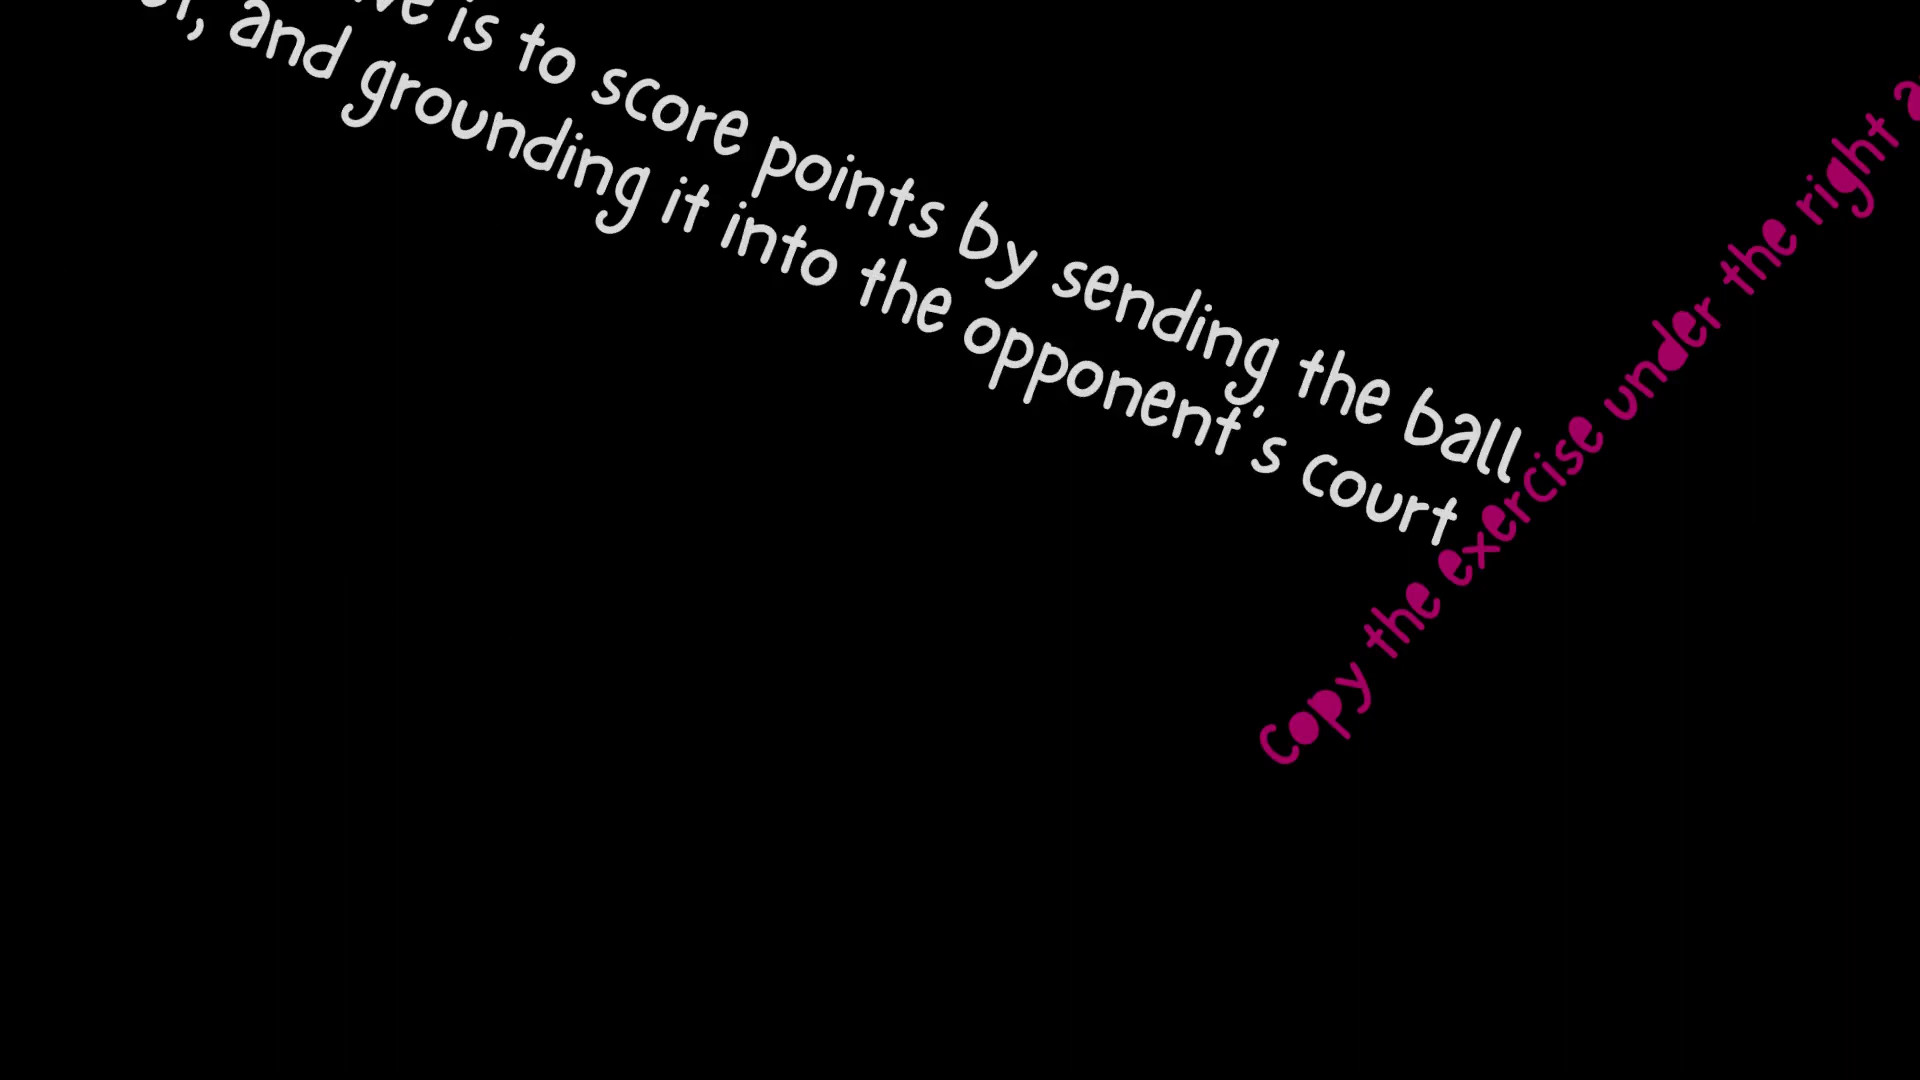 is to score points by sending the ball
and grounding it into the opponent's court
Copy the exercise under the right